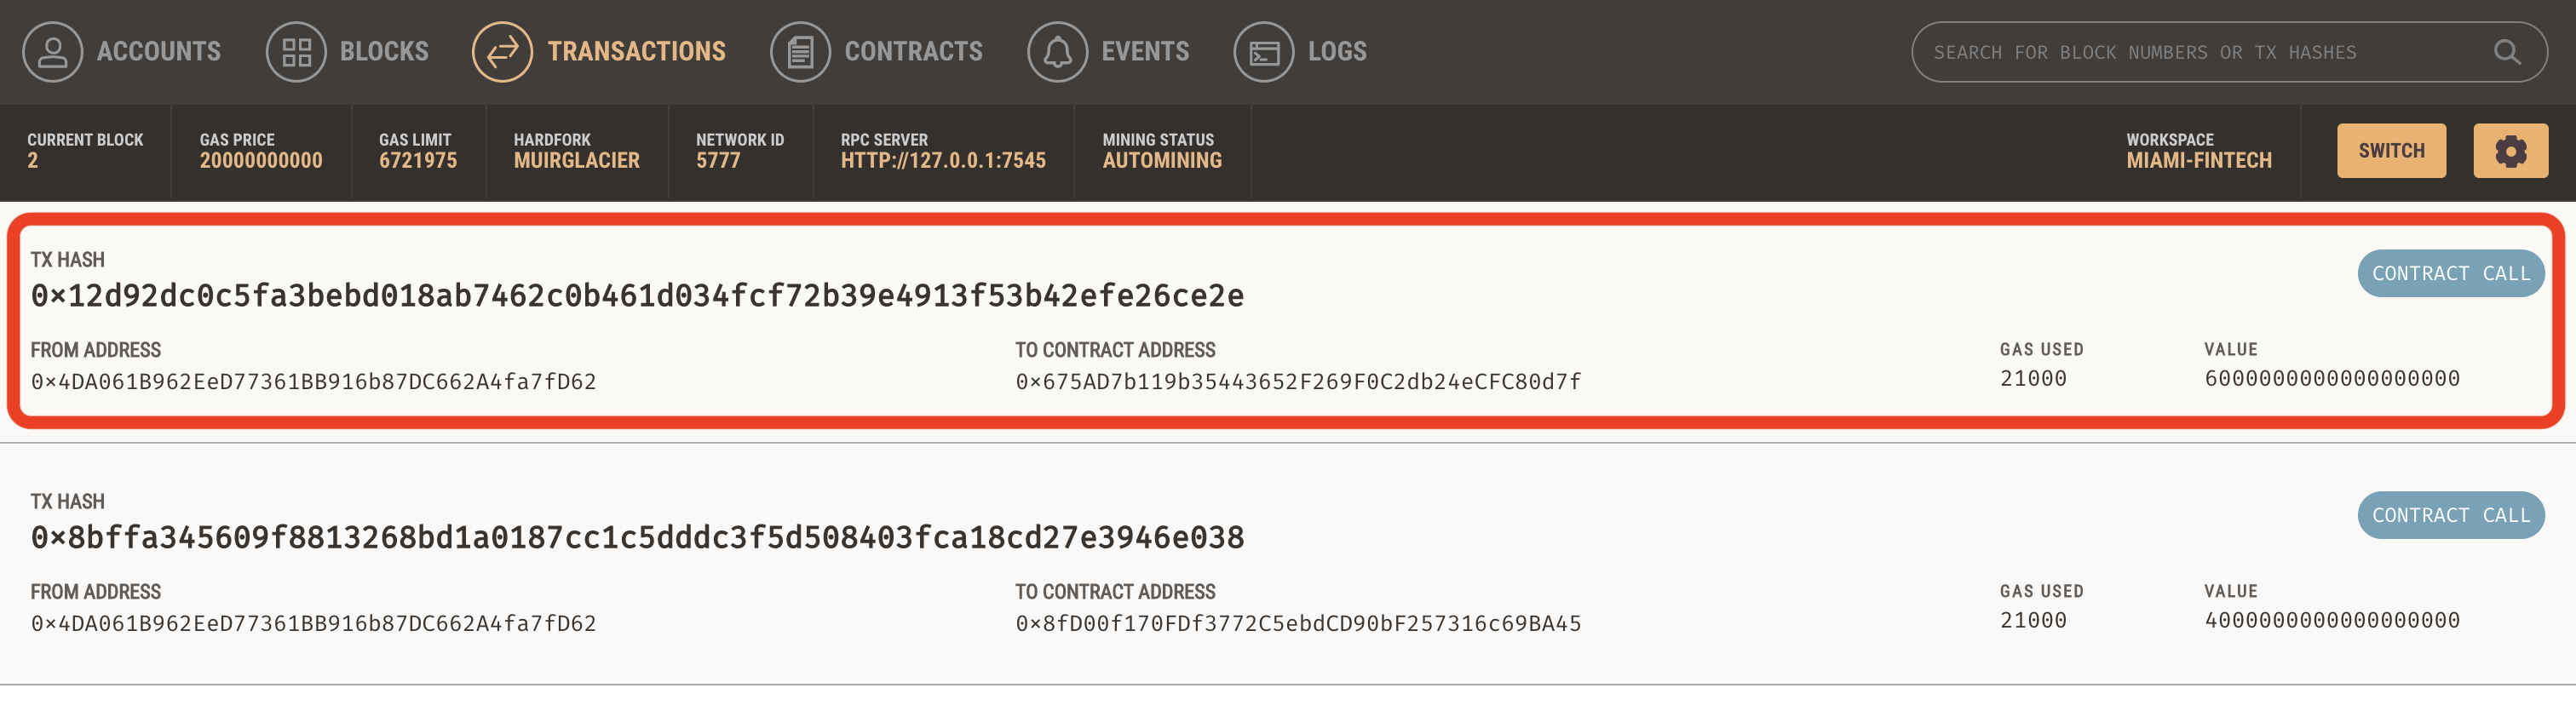 ACCOUNTS BLOCKS TRANSACTIONS CONTRACTS EVENTS LOGS SEARCH FOR BLOCK NUMBERS OR TX HASHES
CURRENT BLOCK GAS PRICE GAS LIMIT HARDFORK NETWORK ID RPC SERVER MINING STATUS WORKSPACE
2 20000000000 6721975 MUIRGLACIER 5777 HTTP://127.0.0.1:7545 AUTOMINING MIAMI-FINTECH SWITCH
TX HASH
0×12d92dc0c5fa3bebd018ab7462c0b461d034fcf72b39e4913f53b42efe26ce2e CONTRACT CALL
FROM ADDRESS TO CONTRACT ADDRESS GAS USED VALUE
0×4DA061B962EeD77361BB916b87DC662A4fa7fD62 0×675AD7b119b35443652F269F0C2db24eCFC80d7f 21000 6000000000000000000
TX HASH
0×8bffa345609f8813268bd1a0187cc1c5dddc3f5d508403fca18cd27e3946e038 CONTRACT CALL
FROM ADDRESS TO CONTRACT ADDRESS GAS USED VALUE
0×4DA061B962EeD77361BB916b87DC662A4fa7fD62 0×8fD00f170FDf3772C5ebdCD90bF257316c69BA45 21000 4000000000000000000